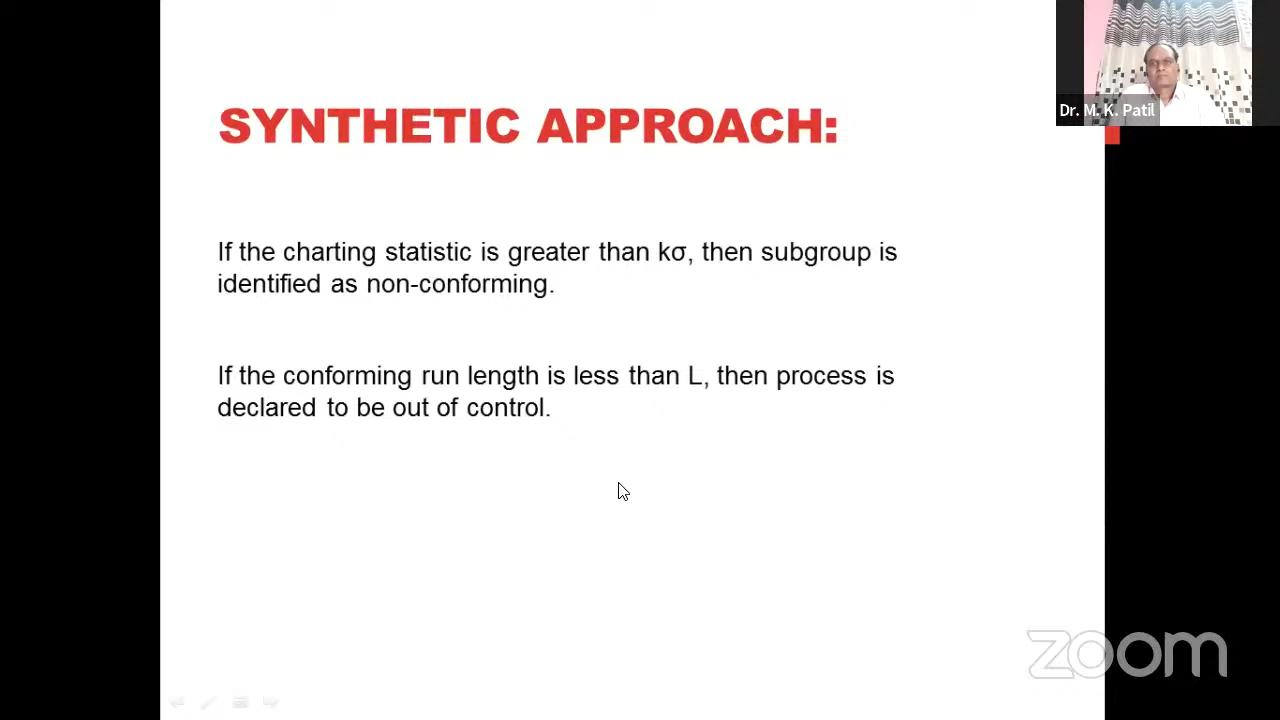 Dr. M. K. Patil
SYNTHETIC APPROACH:
If the charting statistic is greater than kσ, then subgroup is
identified as non-conforming.
If the conforming run length is less than L, then process is
declared to be out of control.
zoom